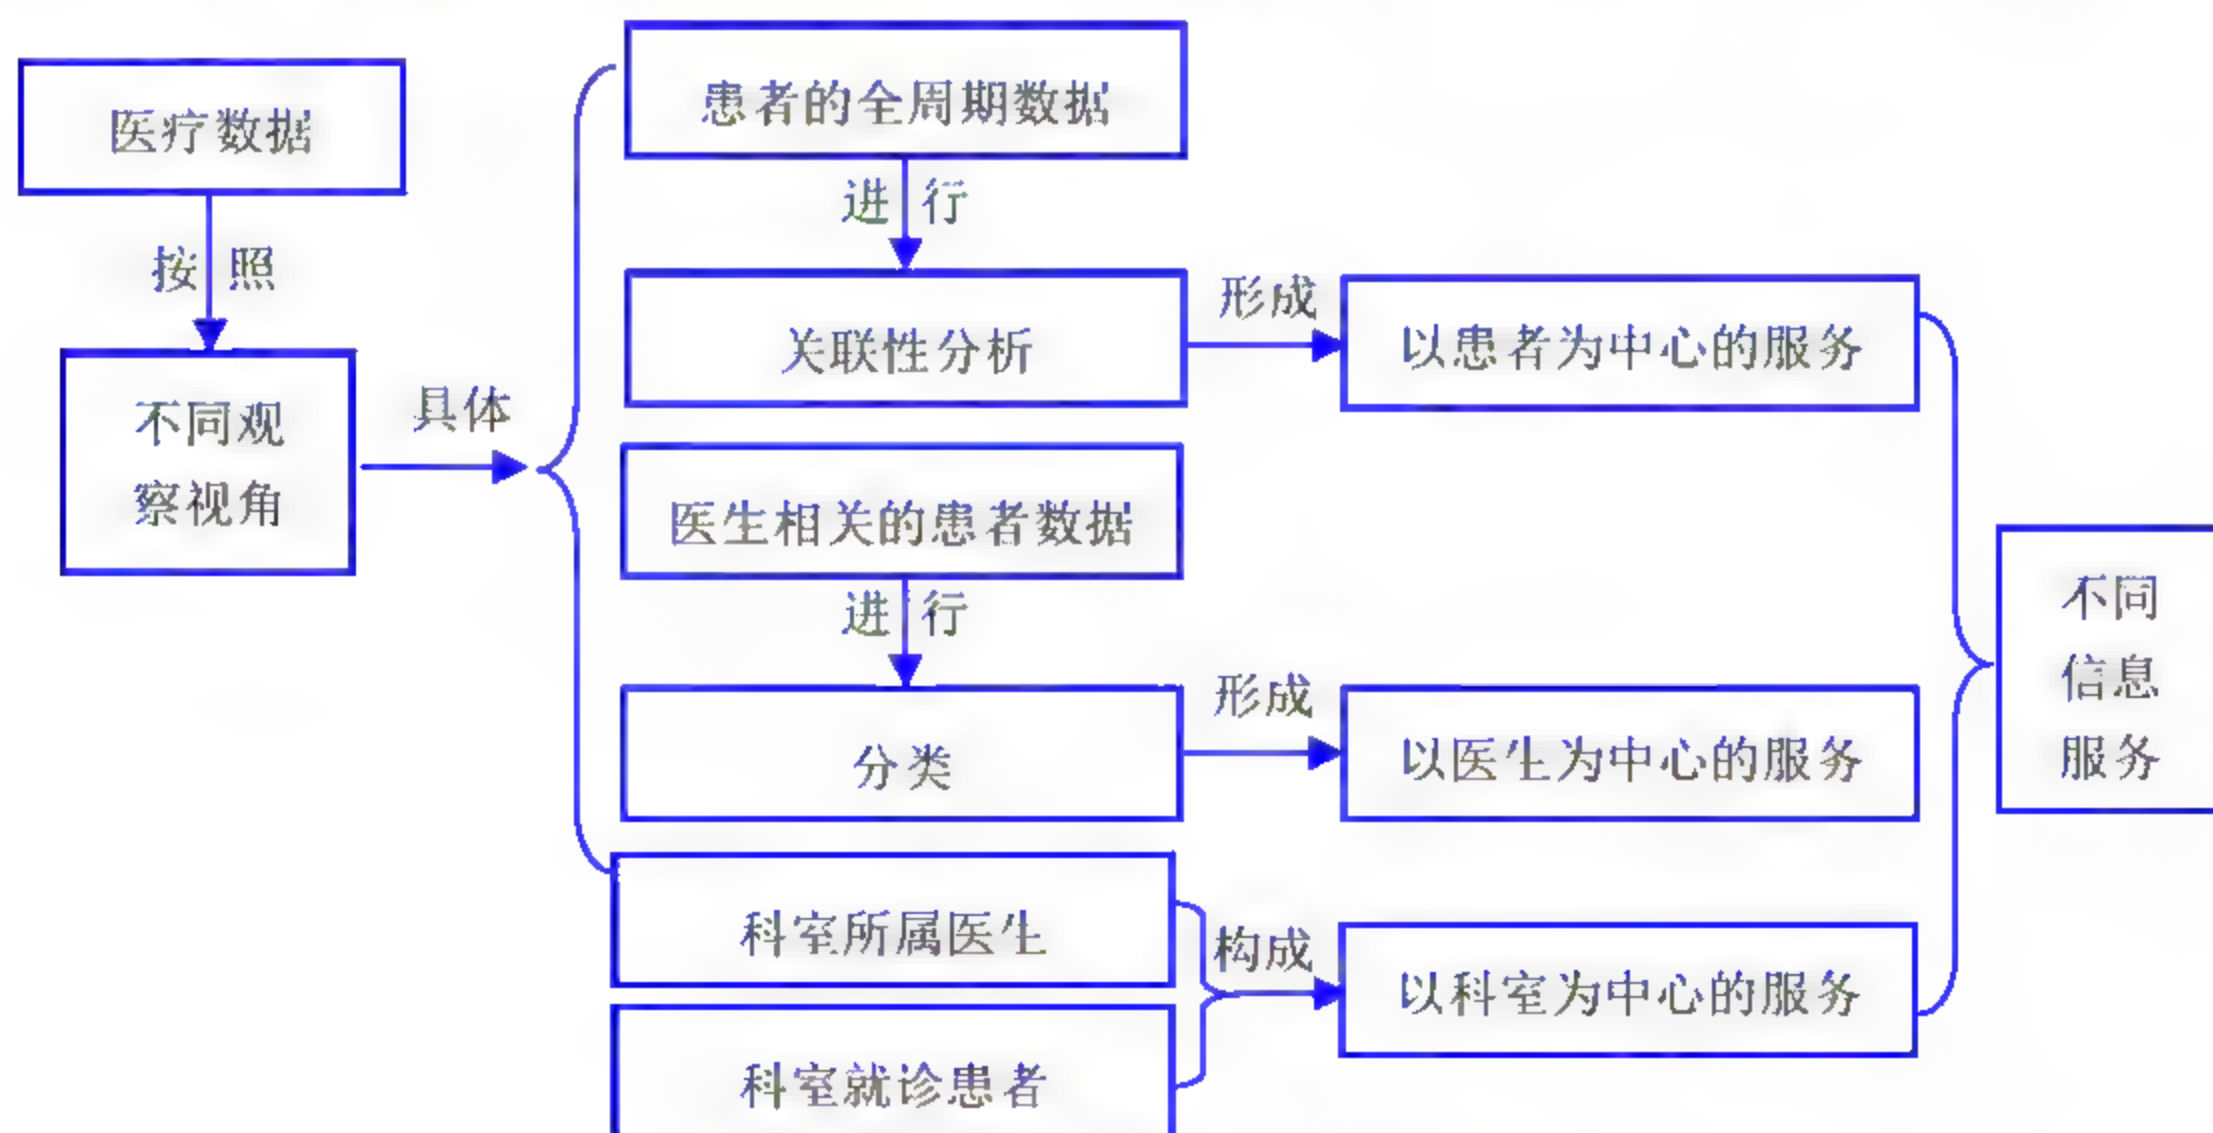 医疗数据
按照
不同观
察视角
具体
患者的全周期数据
进行
关联性分析
形成
以患者为中心的服务
医生相关的患者数据
进行
分类
形成
以医生为中心的服务
科室所属医生
科室就诊患者
构成
以科室为中心的服务
不同
信息
服务